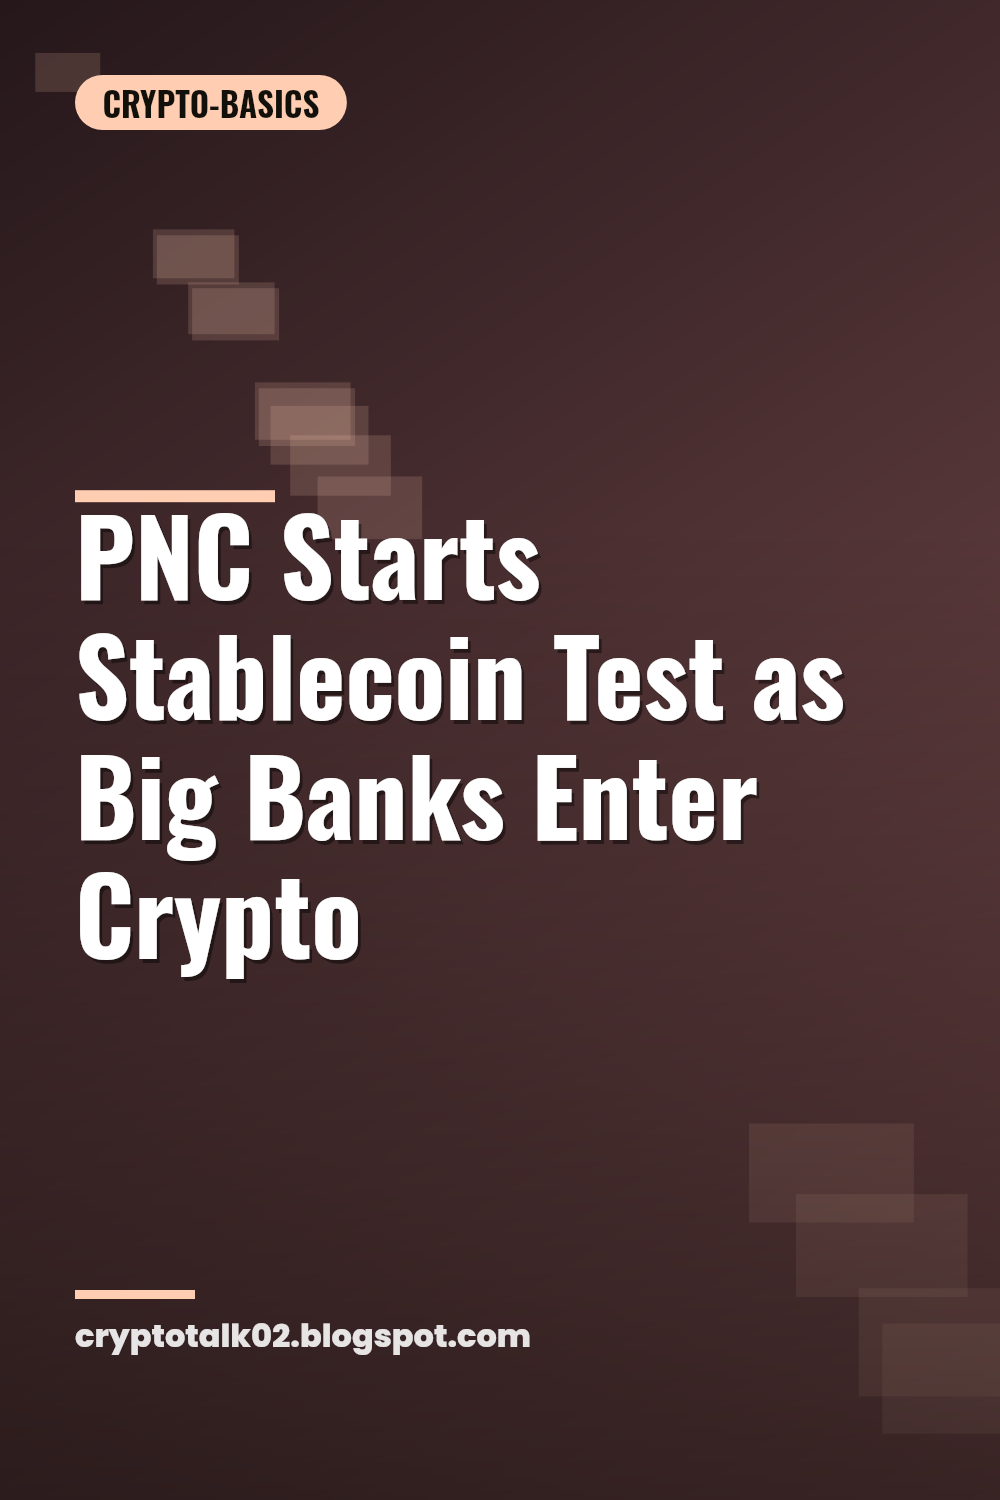 CRYPTO-BASICS
PNC Starts
Stablecoin Test as
Big Banks Enter
Crypto
cryptotalk02.blogspot.com